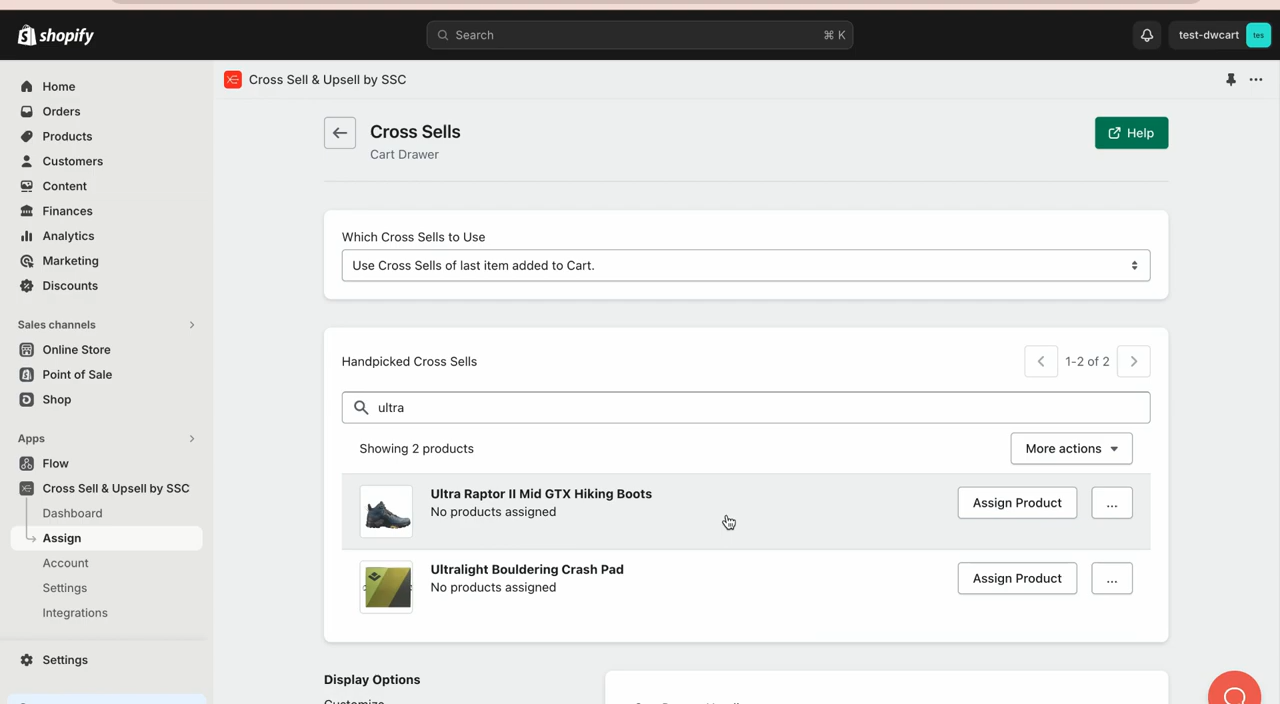 shopify
Search
⌘ K
test-dwcart
tes
Home
Orders
Products
Customers
Content
Finances
Analytics
Marketing
Discounts
Sales channels
Online Store
Point of Sale
Shop
Apps
Flow
Cross Sell & Upsell by SSC
Dashboard
Assign
Account
Settings
Integrations
Settings
Cross Sell & Upsell by SSC
Cross Sells
Cart Drawer
Help
Which Cross Sells to Use
Use Cross Sells of last item added to Cart.
Handpicked Cross Sells
1-2 of 2
ultra
Showing 2 products
More actions
Ultra Raptor II Mid GTX Hiking Boots
No products assigned
Assign Product
...
Ultralight Bouldering Crash Pad
No products assigned
Assign Product
...
Display Options
Customize